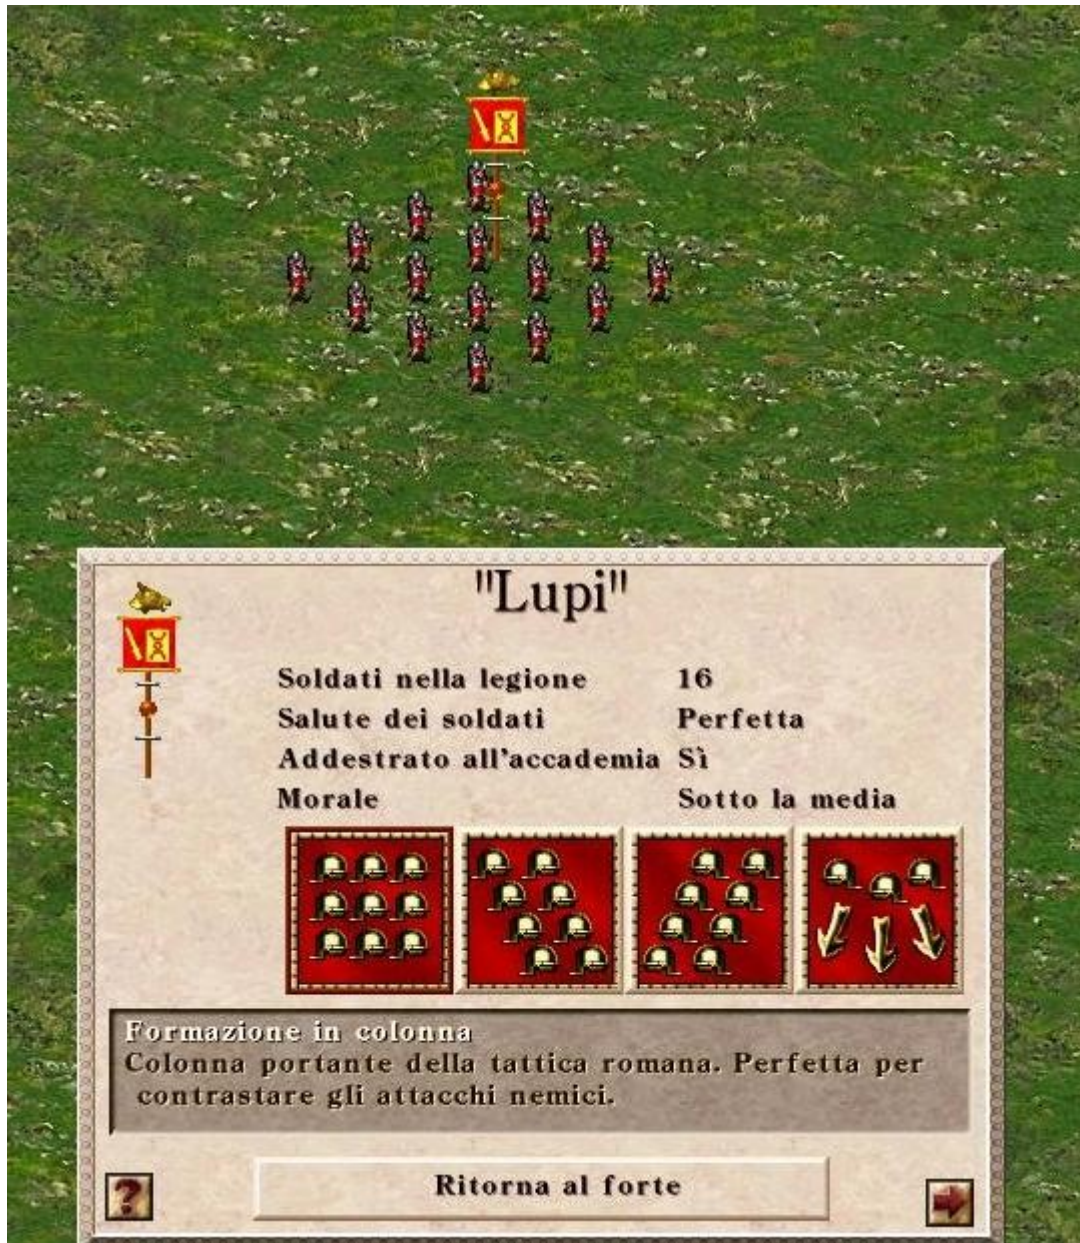 "Lupi"
Soldati nella legione 16
Salute dei soldati Perfetta
Addestrato all'accademia Sì
Morale Sotto la media
Formazione in colonna
Colonna portante della tattica romana. Perfetta per
contrastare gli attacchi nemici.
?
Ritorna al forte